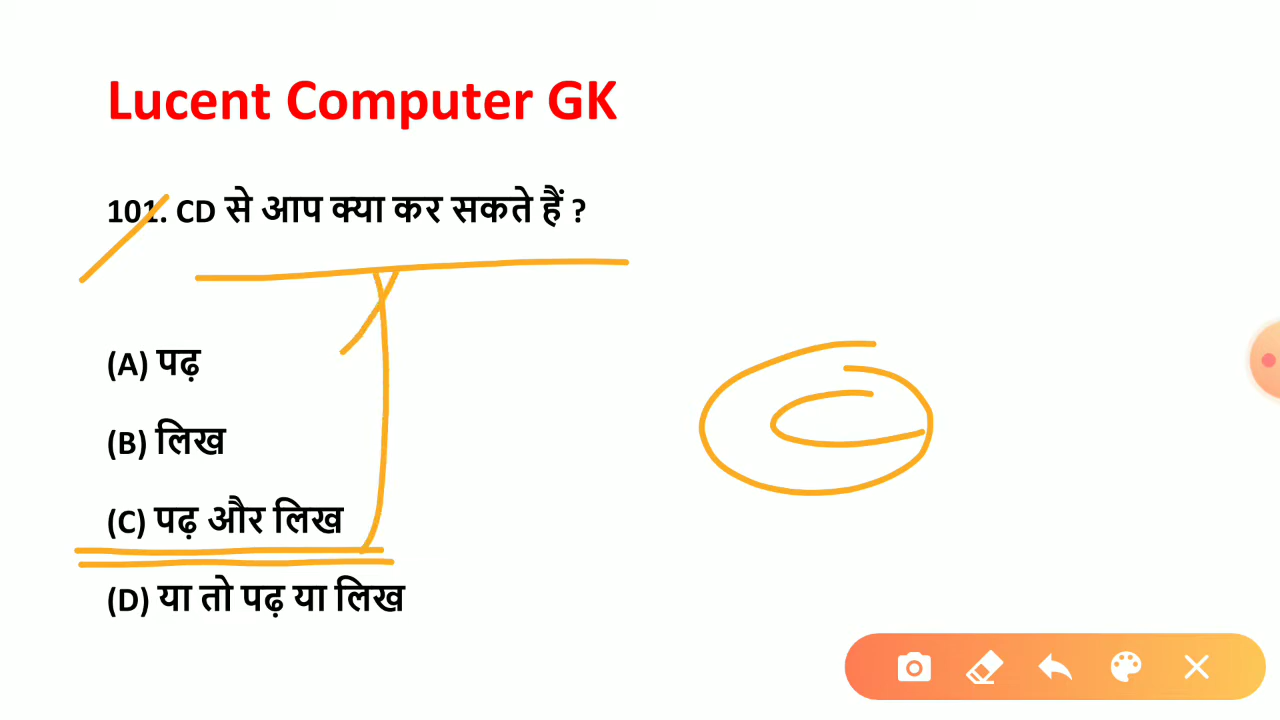 Lucent Computer GK
101. CD से आप क्या कर सकते हैं ?
(A) पढ़
(B) लिख
(C) पढ़ और लिख
(D) या तो पढ़ या लिख